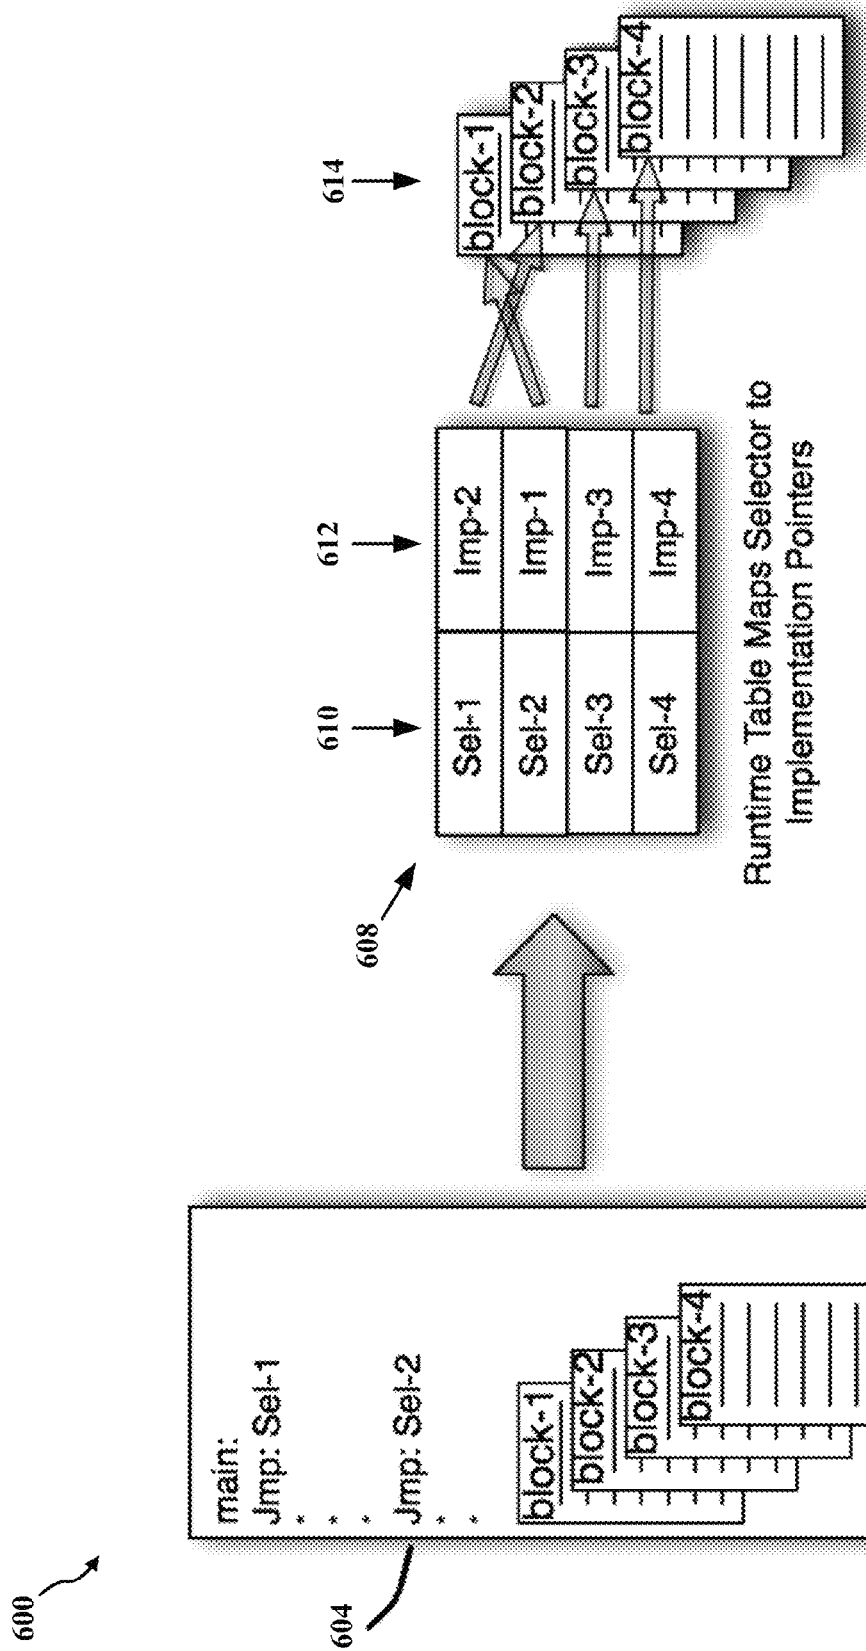 600
604
main:
Jmp: Sel-1
*
*
*
Jmp: Sel-2
*
*
block-1
block-2
block-3
block-4
608
610
612
Sel-1 Imp-2
Sel-2 Imp-1
Sel-3 Imp-3
Sel-4 Imp-4
Runtime Table Maps Selector to
Implementation Pointers
614
block-1
block-2
block-3
block-4